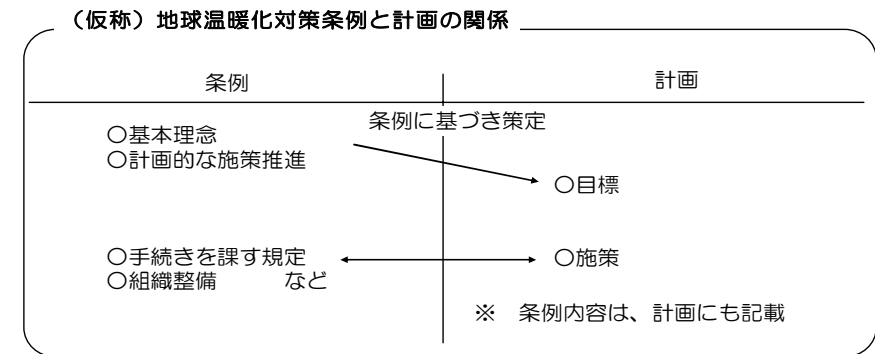 （仮称）地球温暖化対策条例と計画の関係
条例
計画
条例に基づき策定
○基本理念
○計画的な施策推進
○目標
○手続きを課す規定
○組織整備　　　など
○施策
※　条例内容は、計画にも記載